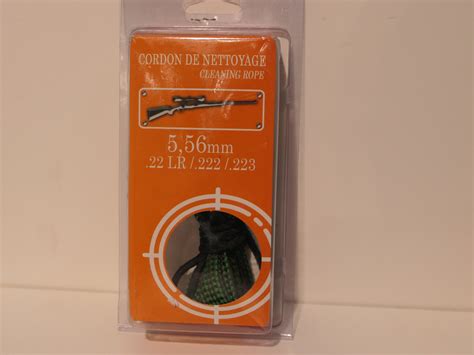 CORDON DE NETTOYAGE
CLEANING ROPE
5,56mm
.22 LR /.222 /.223